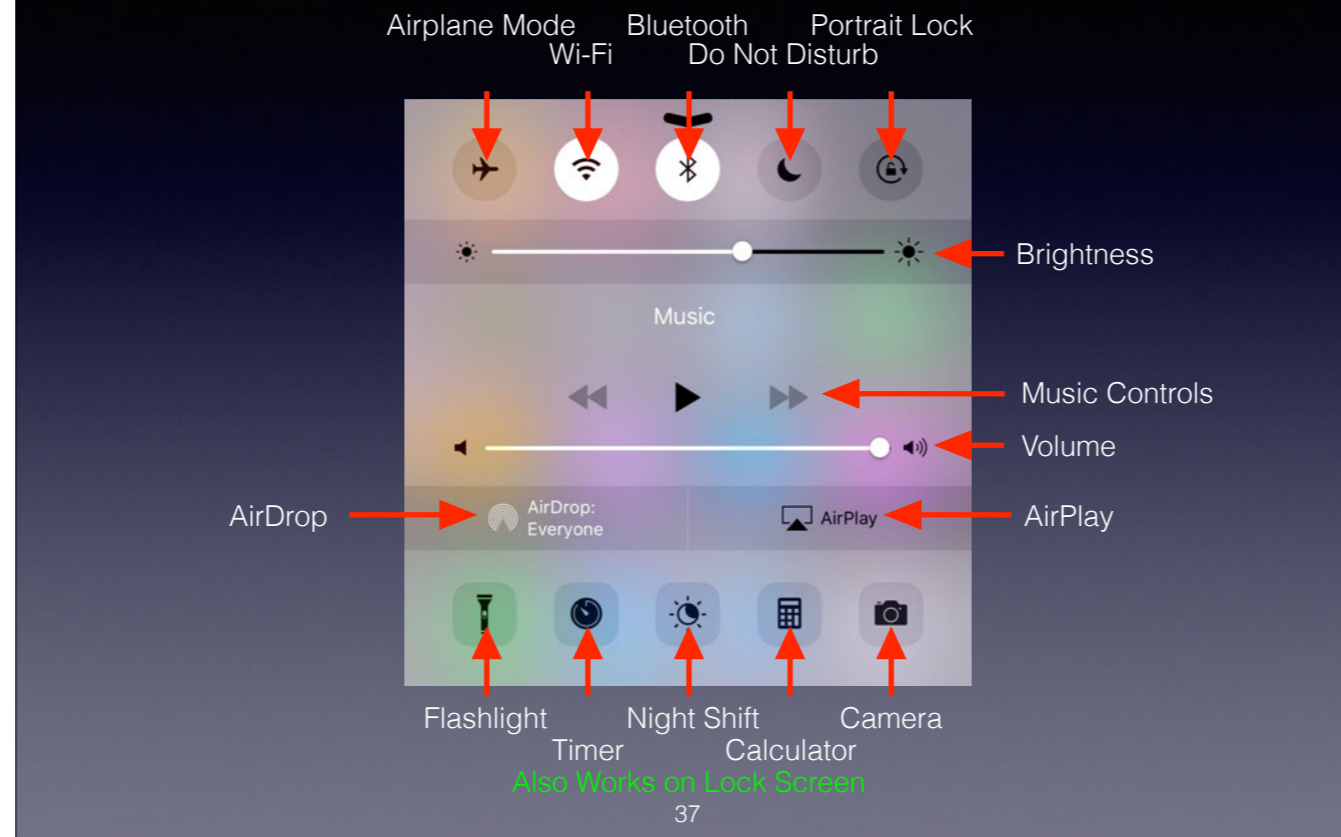 Airplane Mode
Bluetooth
Portrait Lock
Wi-Fi
Do Not Disturb
Brightness
Music
Music Controls
Volume
AirDrop
AirDrop:
Everyone
AirPlay
AirPlay
Flashlight
Night Shift
Camera
Timer
Calculator
Also Works on Lock Screen
37